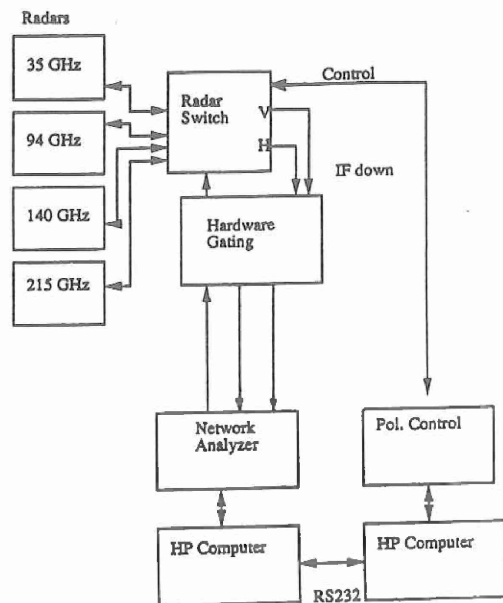 Radars
35 GHz
94 GHz
140 GHz
215 GHz
Radar
Switch
V
H
Control
IF down
Hardware
Gating
Network
Analyzer
Pol. Control
HP Computer
HP Computer
RS232